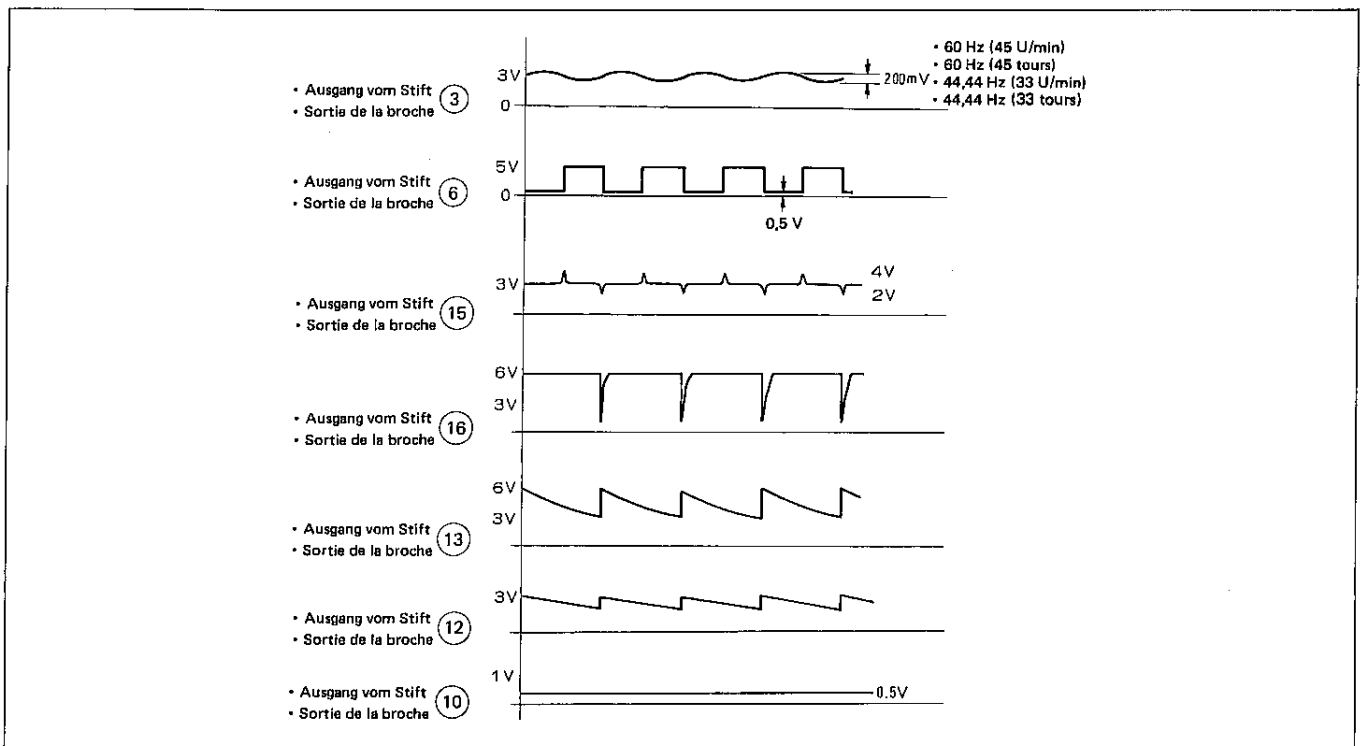 • 60 Hz (45 U/min)
• 60 Hz (45 tours)
3V
200mV
• 44,44 Hz (33 U/min)
• Ausgang vom Stift
3
• Sortie de la broche
0
• 44,44 Hz (33 tours)
5V
• Ausgang vom Stift
6
• Sortie de la broche
0
0,5 V
3V
4V
2V
• Ausgang vom Stift
15
• Sortie de la broche
6V
3V
• Ausgang vom Stift
16
• Sortie de la broche
6V
3V
• Ausgang vom Stift
13
• Sortie de la broche
3V
• Ausgang vom Stift
12
• Sortie de la broche
1V
• Ausgang vom Stift
10
• Sortie de la broche
0.5V